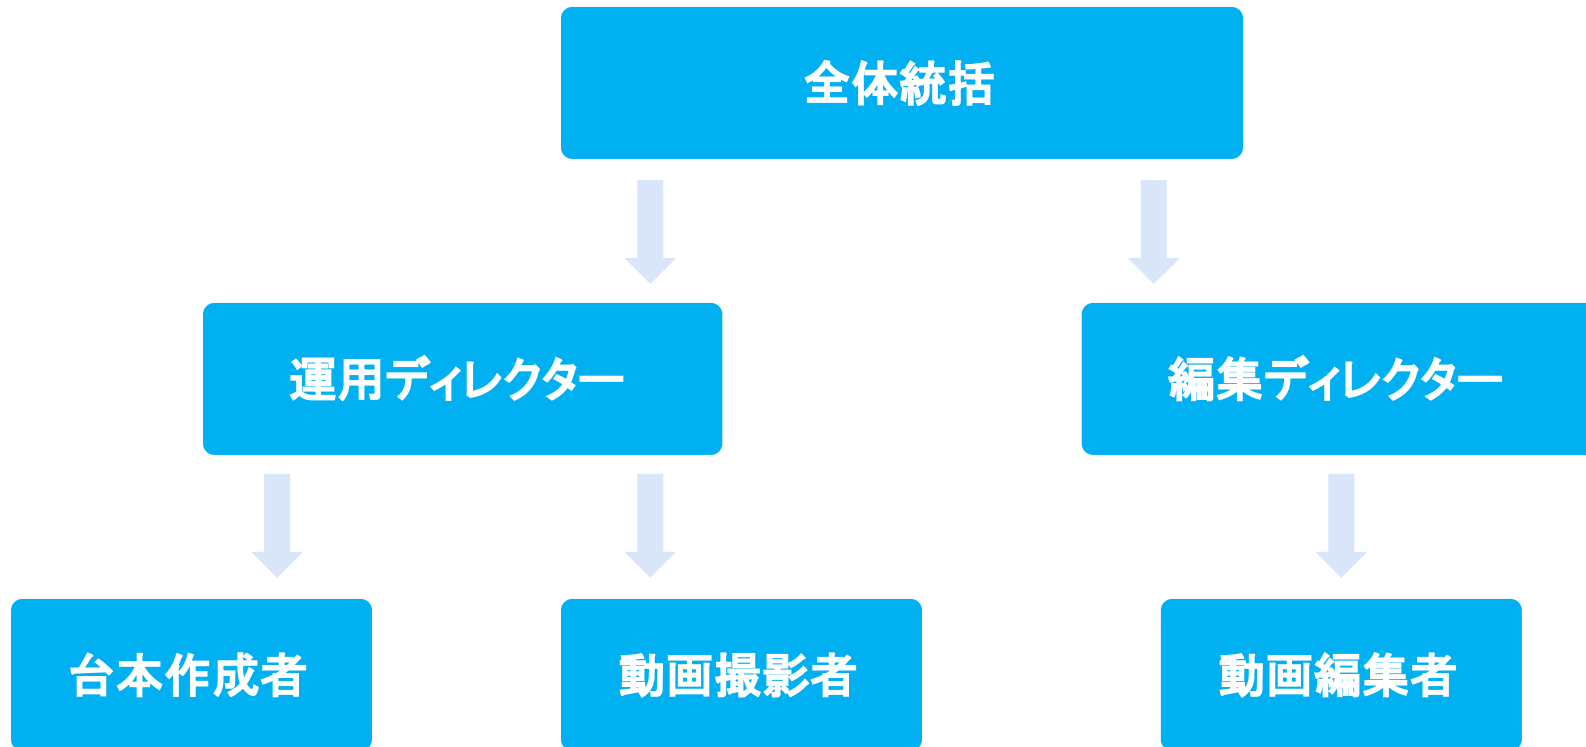 全体統括
運用ディレクター
編集ディレクター
台本作成者
動画撮影者
動画編集者